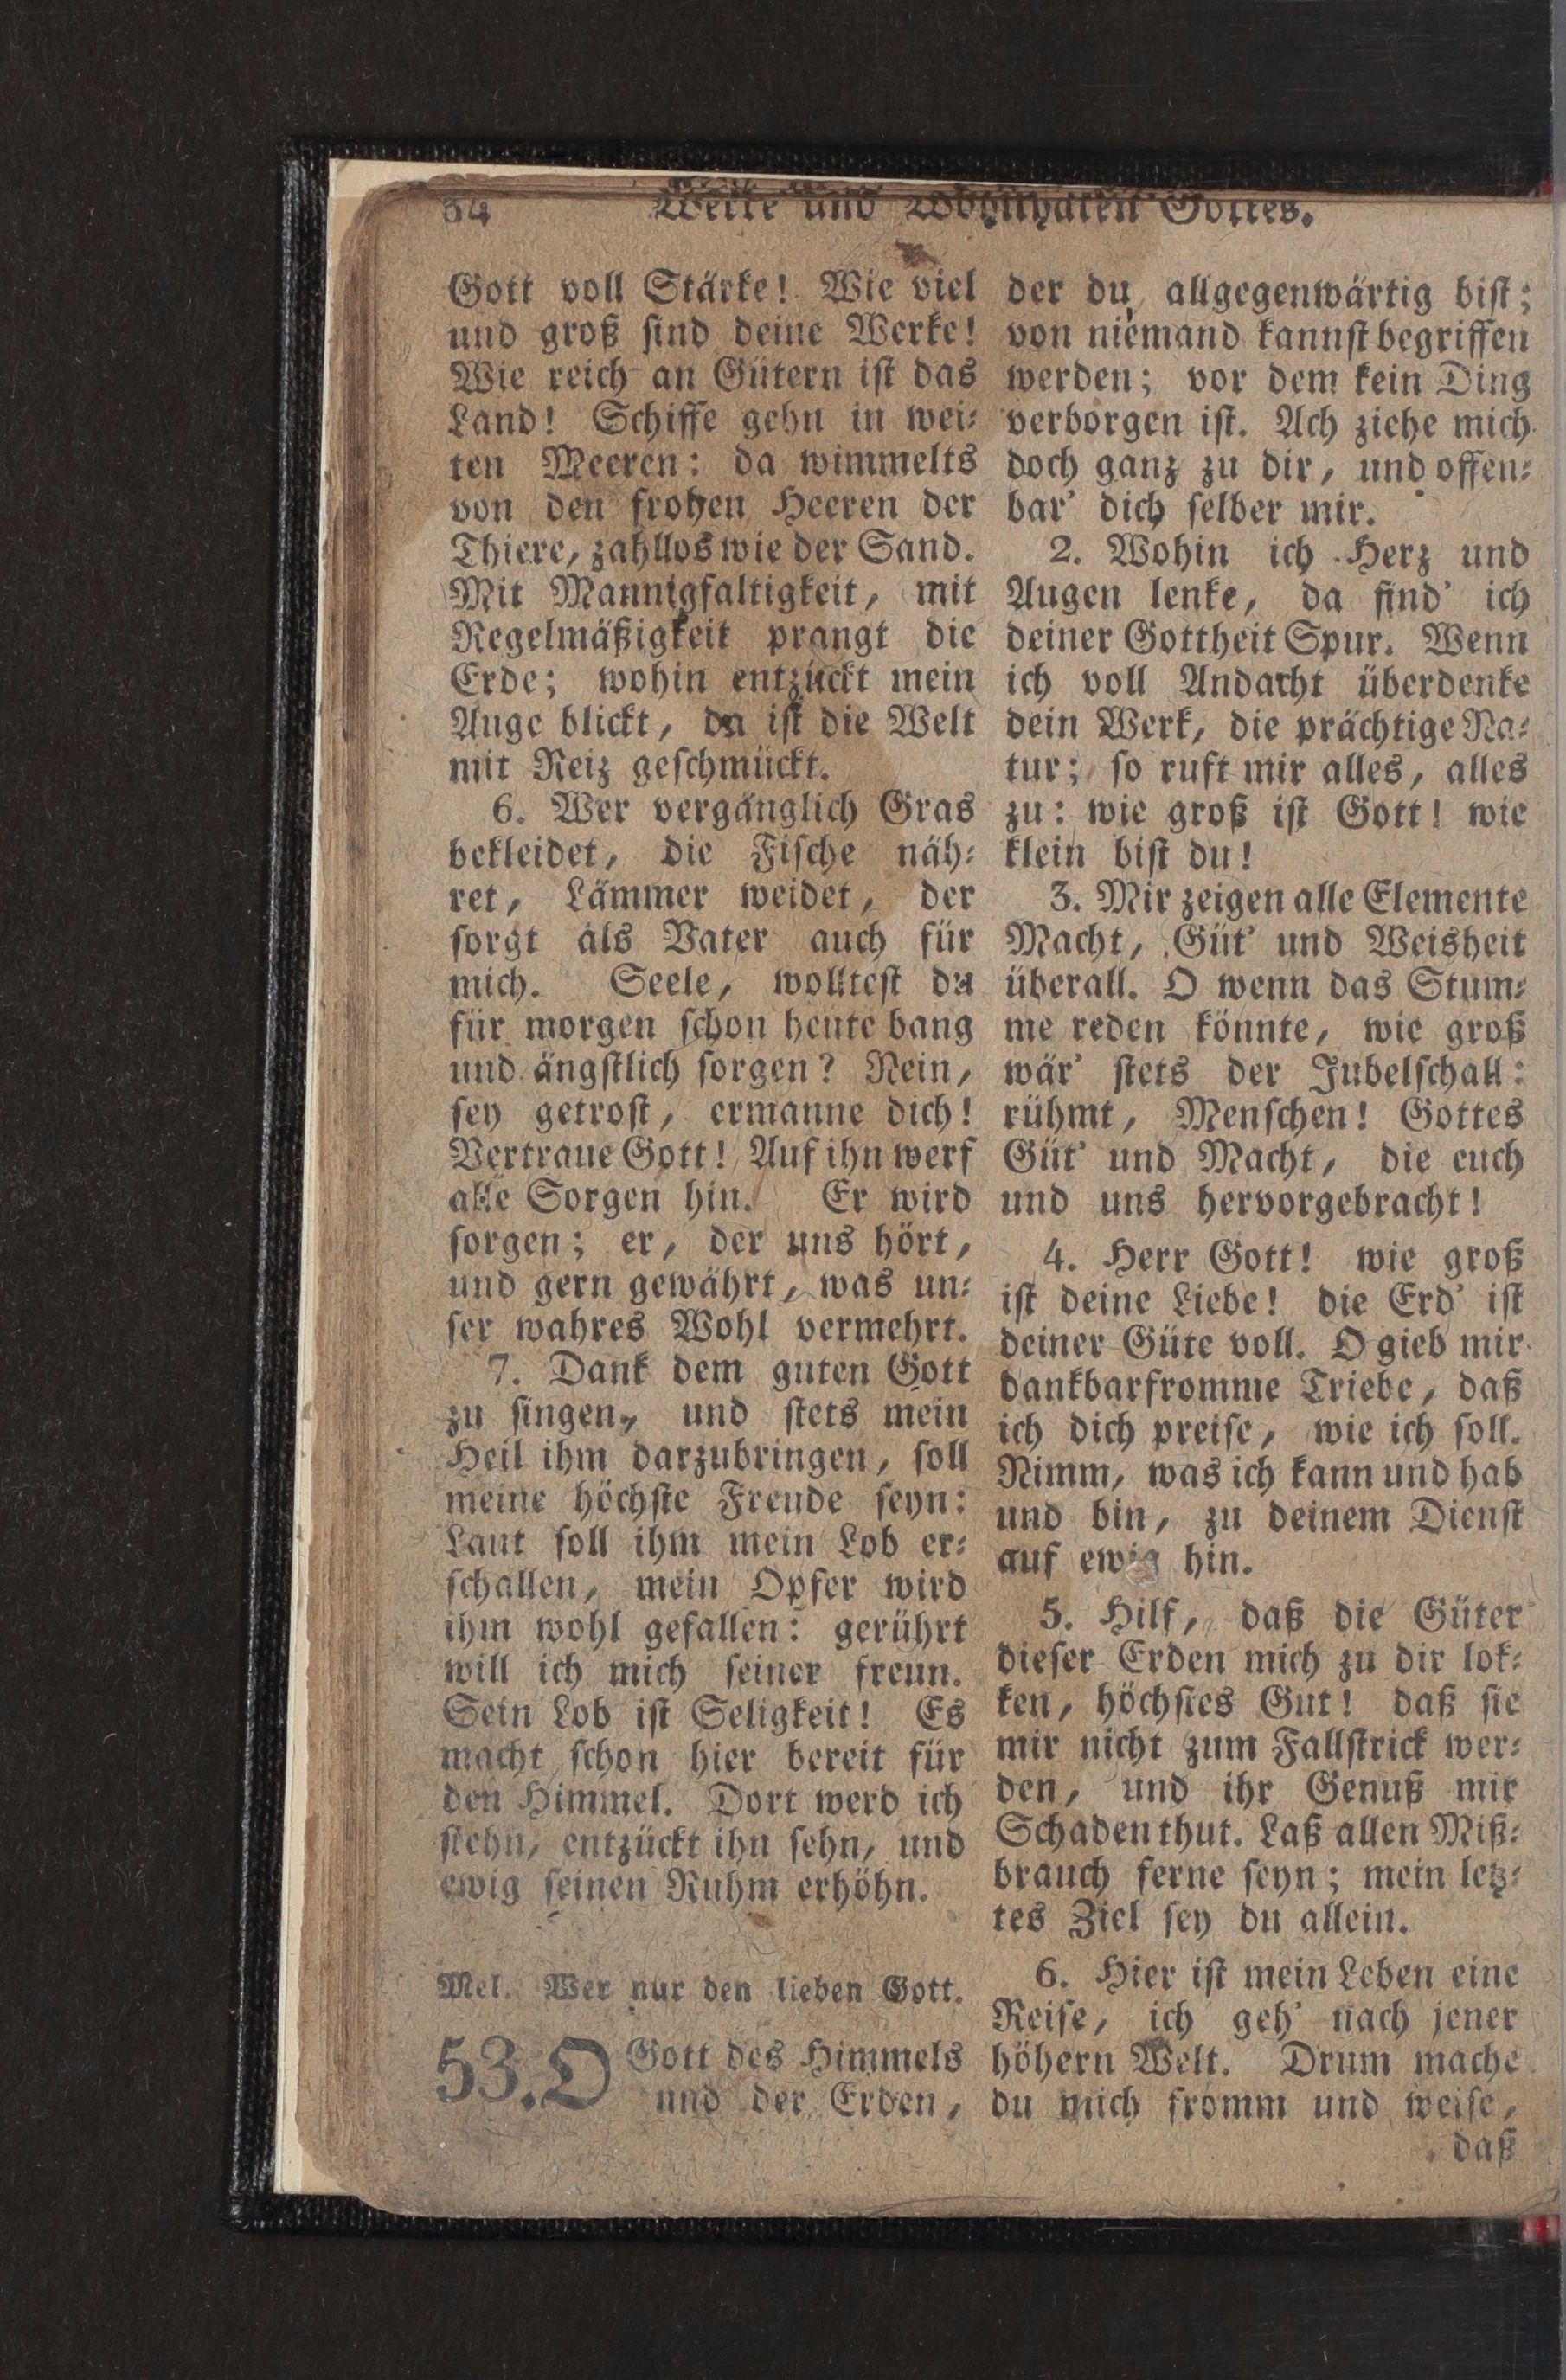 54 Werke und Wohlthaten Gottes.
Gott voll Stärke! Wie viel
und groß ſind deine Werke!
Wie reich an Gütern iſt das
Land! Schiffe gehn in wei⸗
ten Meeren: da wimmelts
von den frohen Heeren der
Thiere, zahllos wie der Sand.
Mit Mannigfaltigkeit, mit
Regelmäßigkeit prangt die
Erde; wohin entzückt mein
Auge blickt, da iſt die Welt
mit Reiz geſchmückt.
6. Wer vergänglich Gras
bekleidet, die Fiſche näh⸗
ret, Lämmer weidet, der
ſorgt als Vater auch für
mich. Seele, wollteſt du
für morgen ſchon heute bang
und ängſtlich ſorgen? Nein,
ſey getroſt, ermanne dich!
Vertraue Gott! Auf ihn werf
alle Sorgen hin. Er wird
ſorgen; er, der uns hört,
und gern gewährt, was un⸗
ſer wahres Wohl vermehrt.
7. Dank dem guten Gott
zu ſingen, und ſtets mein
Heil ihm darzubringen, ſoll
meine höchſte Freude ſeyn:
Laut ſoll ihm mein Lob er⸗
ſchallen, mein Opfer wird
ihm wohl gefallen: gerührt
will ich mich ſeiner freun.
Sein Lob iſt Seligkeit! Es
macht ſchon hier bereit für
den Himmel. Dort werd ich
ſtehn, entzückt ihn ſehn, und
ewig ſeinen Ruhm erhöhn.
Mel. Wer nur den lieben Gott.
53. O Gott des Himmels
und der Erden,
der du allgegenwärtig biſt;
von niemand kannſt begriffen
werden; vor dem kein Ding
verborgen iſt. Ach ziehe mich
doch ganz zu dir, und offen⸗
bar' dich ſelber mir.
2. Wohin ich Herz und
Augen lenke, da find' ich
deiner Gottheit Spur. Wenn
ich voll Andacht überdenke
dein Werk, die prächtige Na⸗
tur; ſo ruft mir alles, alles
zu: wie groß iſt Gott! wie
klein biſt du!
3. Mir zeigen alle Elemente
Macht, Güt' und Weisheit
überall. O wenn das Stum⸗
me reden könnte, wie groß
wär' ſtets der Jubelſchall:
rühmt, Menſchen! Gottes
Güt' und Macht, die euch
und uns hervorgebracht!
4. Herr Gott! wie groß
iſt deine Liebe! die Erd' iſt
deiner Güte voll. O gieb mir
dankbarfromme Triebe, daß
ich dich preiſe, wie ich ſoll.
Nimm, was ich kann und hab
und bin, zu deinem Dienſt
auf ewig hin.
5. Hilf, daß die Güter
dieſer Erden mich zu dir lok⸗
ken, höchſtes Gut! daß ſie
mir nicht zum Fallſtrick wer⸗
den, und ihr Genuß mir
Schaden thut. Laß allen Miß⸗
brauch ferne ſeyn; mein letz⸗
tes Ziel ſey du allein.
6. Hier iſt mein Leben eine
Reiſe, ich geh' nach jener
höhern Welt. Drum mache
du mich fromm und weiſe,
daß